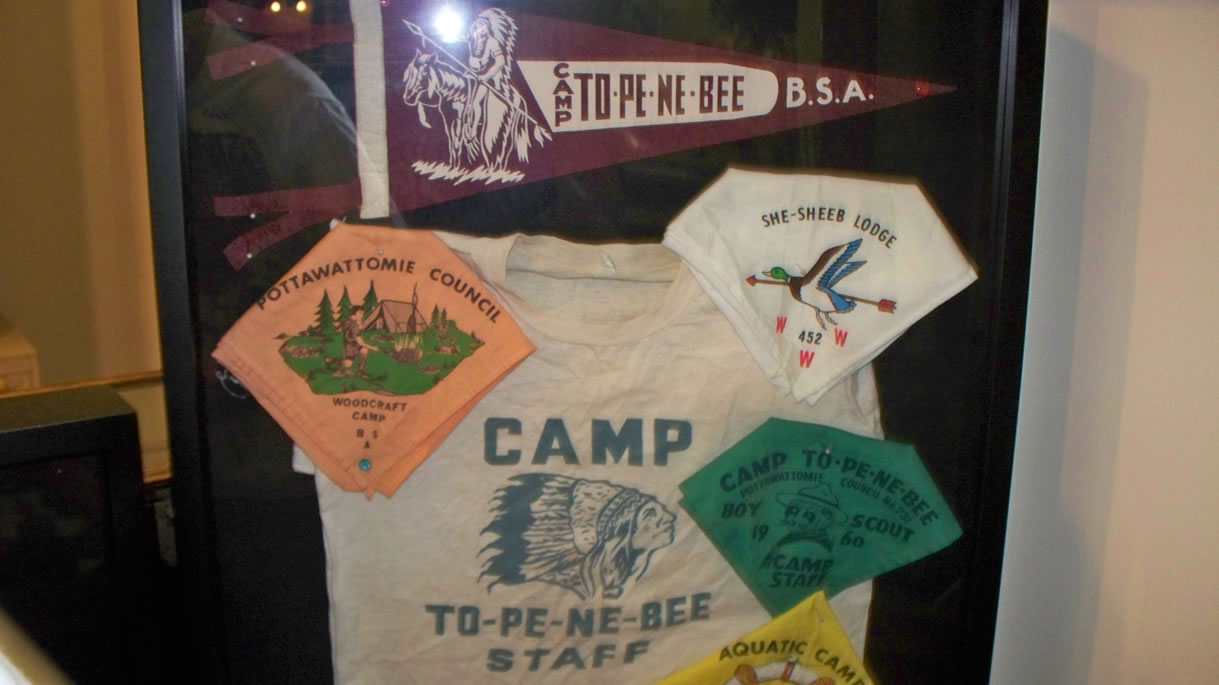 CAMP
TO·PE·NE·BEE
B.S.A.
SHE-SHEEB LODGE
W 452 W
W
POTTAWATTOMIE COUNCIL
WOODCRAFT
CAMP
B S
A
CAMP
TO-PE-NE-BEE
STAFF
CAMP TO·PE·NE·BEE
POTTAWATTOMIE COUNCIL No.
BOY SCOUT
19 60
CAMP
STAFF
AQUATIC CAMP